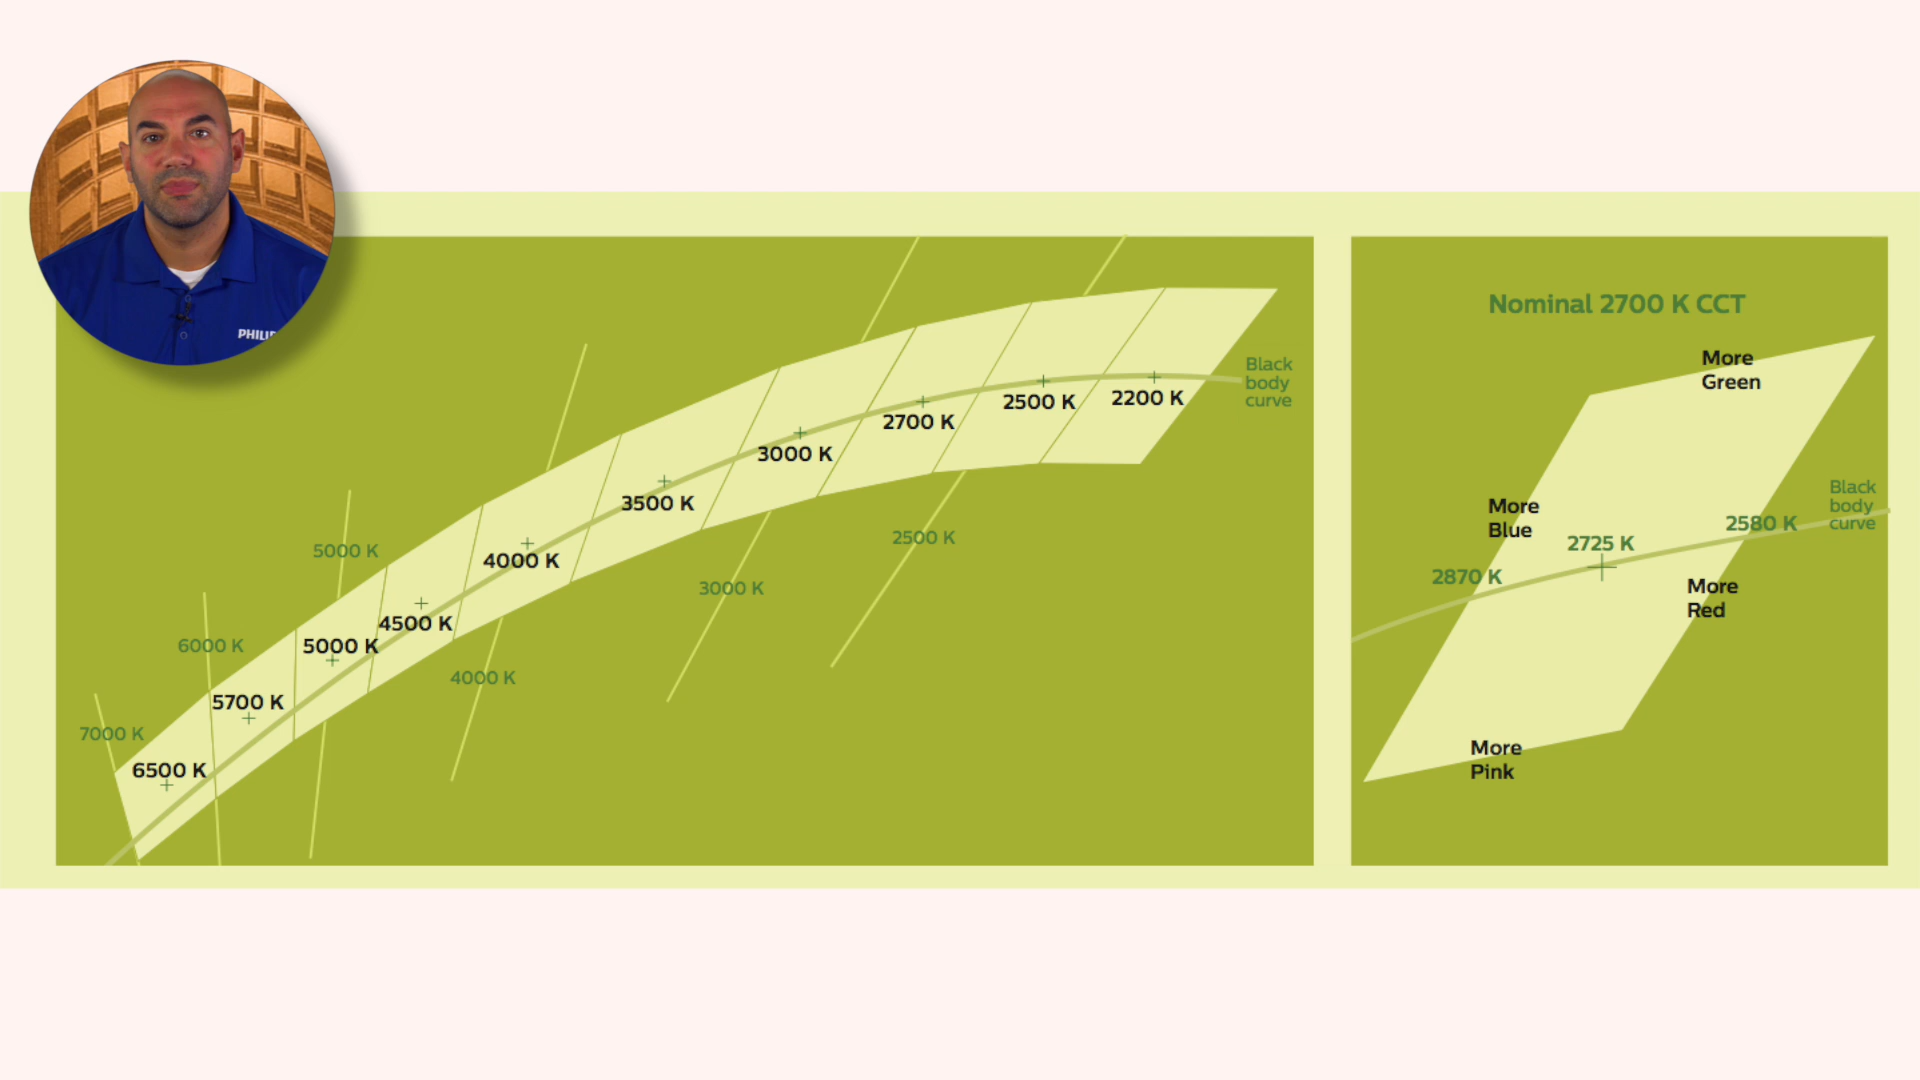 PHILI
Black
body
curve
2200 K
2500 K
2700 K
3000 K
3500 K
2500 K
5000 K
4000 K
3000 K
4500 K
6000 K
5000 K
4000 K
5700 K
7000 K
6500 K
Nominal 2700 K CCT
More
Green
Black
body
curve
More
Blue
2580 K
2725 K
2870 K
More
Red
More
Pink